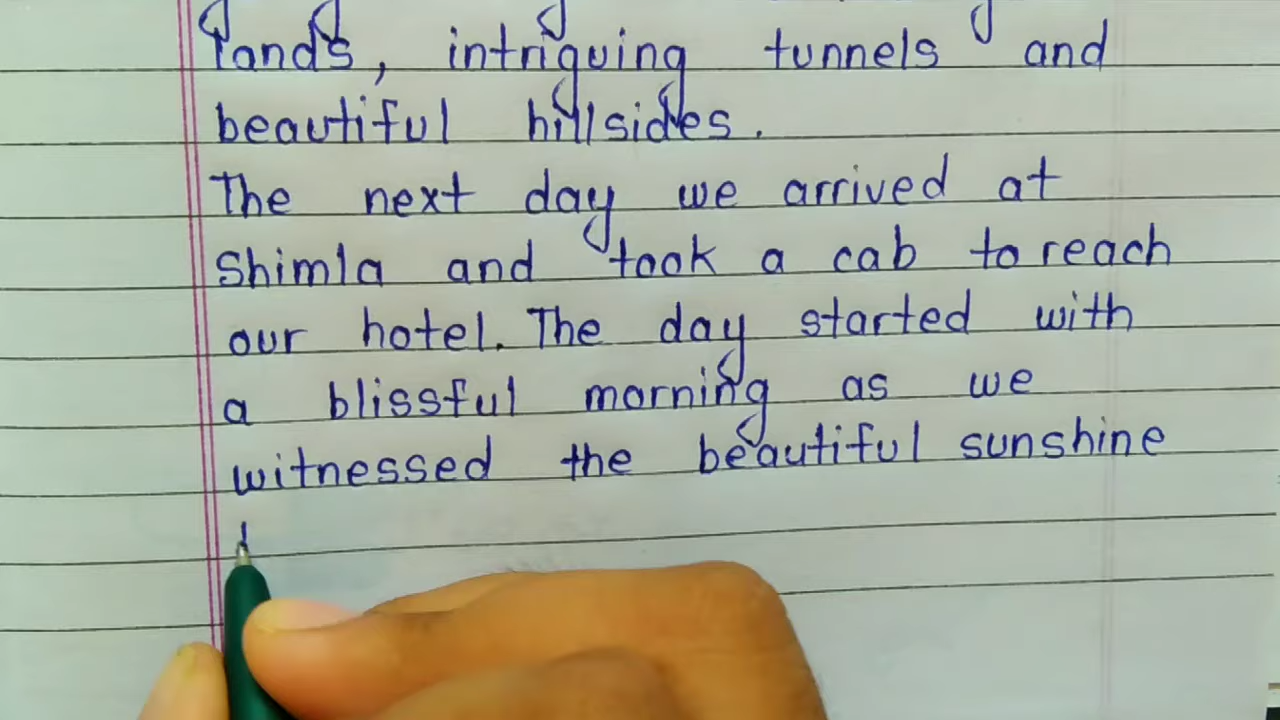 lands, intriguing tunnels and
beautiful hillsides.
The next day we arrived at
Shimla and took a cab to reach
our hotel. The day started with
a blissful morning as we
witnessed the beautiful sunshine